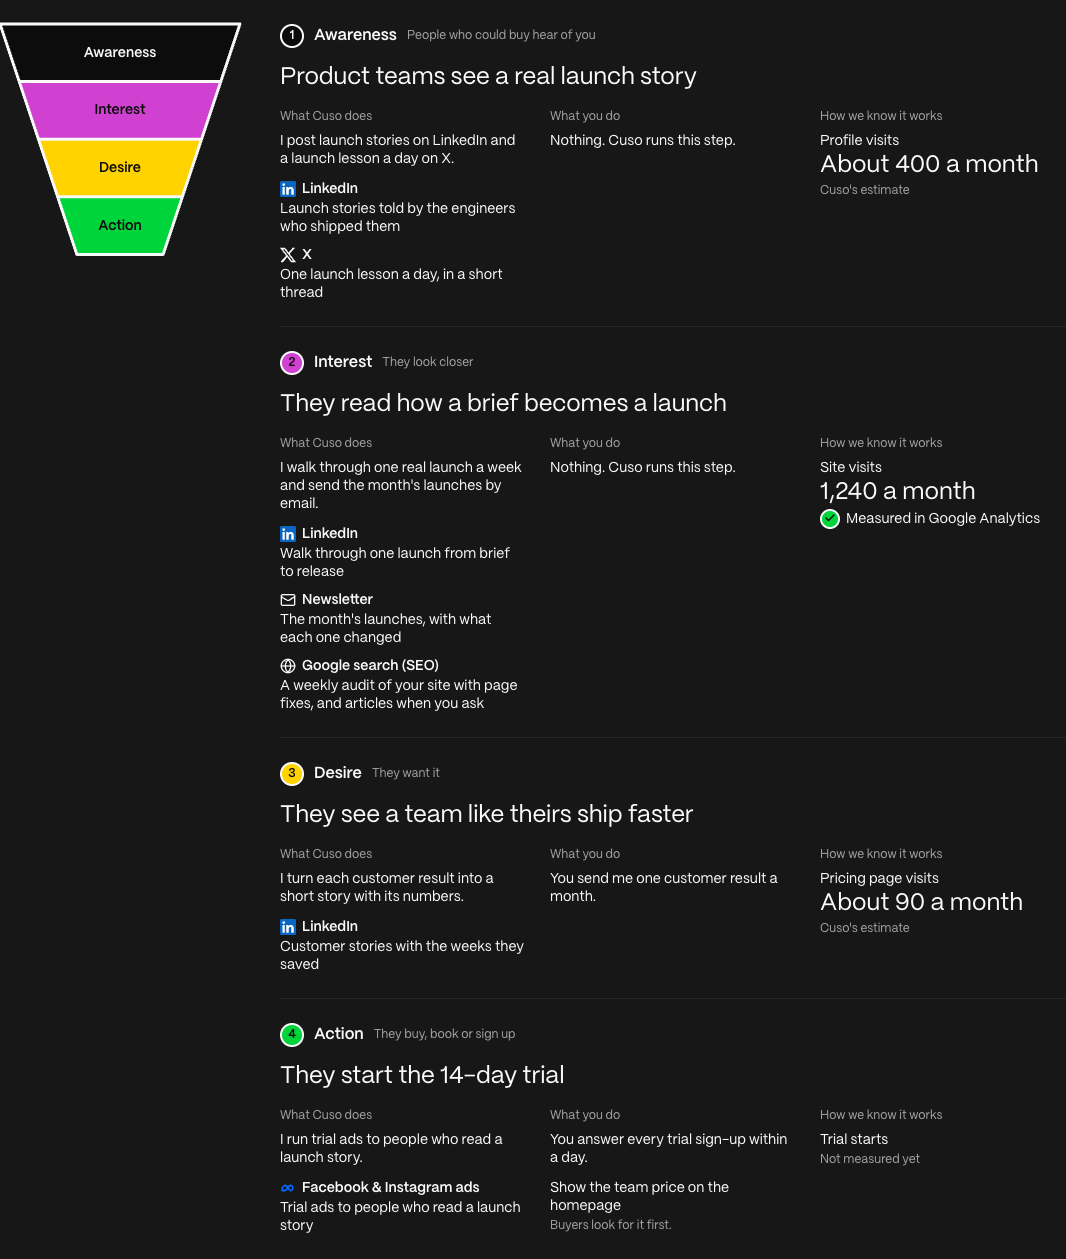 Awareness
Interest
Desire
Action
1 Awareness People who could buy hear of you
Product teams see a real launch story
What Cuso does
I post launch stories on LinkedIn and
a launch lesson a day on X.
LinkedIn
Launch stories told by the engineers
who shipped them
X
One launch lesson a day, in a short
thread
What you do
Nothing. Cuso runs this step.
How we know it works
Profile visits
About 400 a month
Cuso's estimate
2 Interest They look closer
They read how a brief becomes a launch
What Cuso does
I walk through one real launch a week
and send the month's launches by
email.
LinkedIn
Walk through one launch from brief
to release
Newsletter
The month's launches, with what
each one changed
Google search (SEO)
A weekly audit of your site with page
fixes, and articles when you ask
What you do
Nothing. Cuso runs this step.
How we know it works
Site visits
1,240 a month
Measured in Google Analytics
3 Desire They want it
They see a team like theirs ship faster
What Cuso does
I turn each customer result into a
short story with its numbers.
LinkedIn
Customer stories with the weeks they
saved
What you do
You send me one customer result a
month.
How we know it works
Pricing page visits
About 90 a month
Cuso's estimate
4 Action They buy, book or sign up
They start the 14-day trial
What Cuso does
I run trial ads to people who read a
launch story.
Facebook & Instagram ads
Trial ads to people who read a launch
story
What you do
You answer every trial sign-up within
a day.
Show the team price on the
homepage
Buyers look for it first.
How we know it works
Trial starts
Not measured yet